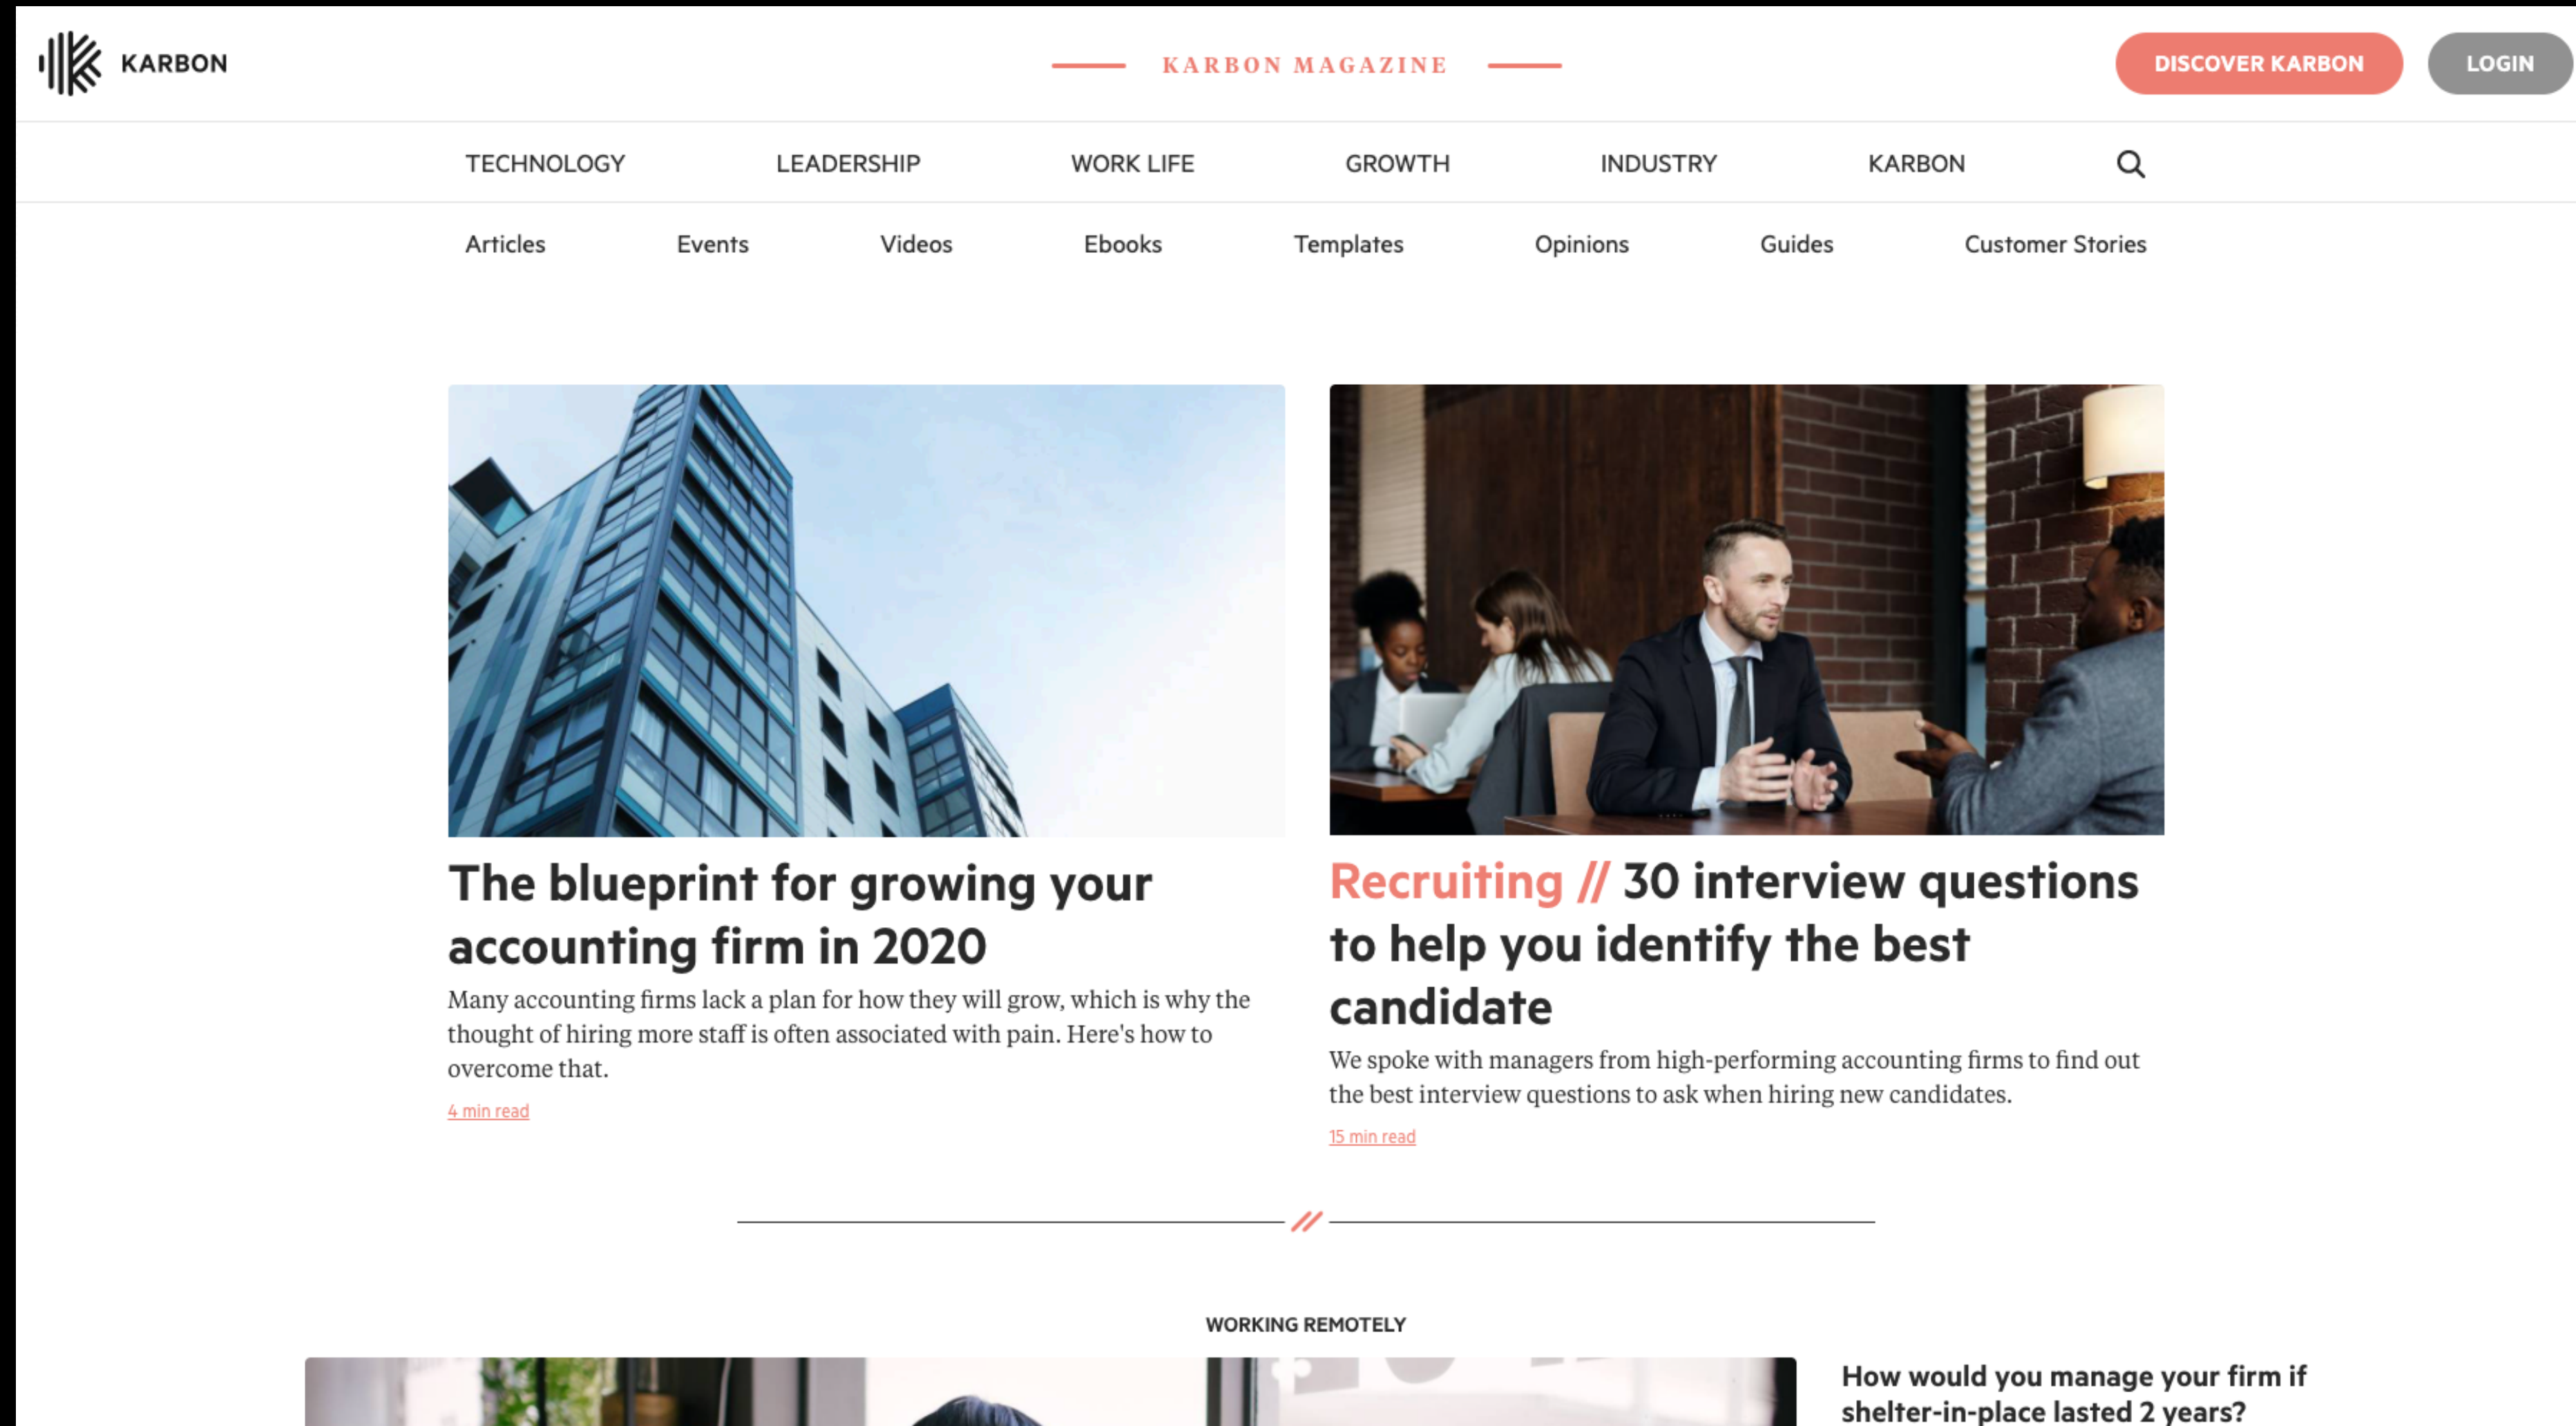 KARBON
KARBON MAGAZINE
DISCOVER KARBON
LOGIN
TECHNOLOGY
LEADERSHIP
WORK LIFE
GROWTH
INDUSTRY
KARBON
Articles
Events
Videos
Ebooks
Templates
Opinions
Guides
Customer Stories
The blueprint for growing your
accounting firm in 2020
Many accounting firms lack a plan for how they will grow, which is why the
thought of hiring more staff is often associated with pain. Here's how to
overcome that.
4 min read
Recruiting // 30 interview questions
to help you identify the best
candidate
We spoke with managers from high-performing accounting firms to find out
the best interview questions to ask when hiring new candidates.
15 min read
//
WORKING REMOTELY
How would you manage your firm if
shelter-in-place lasted 2 years?